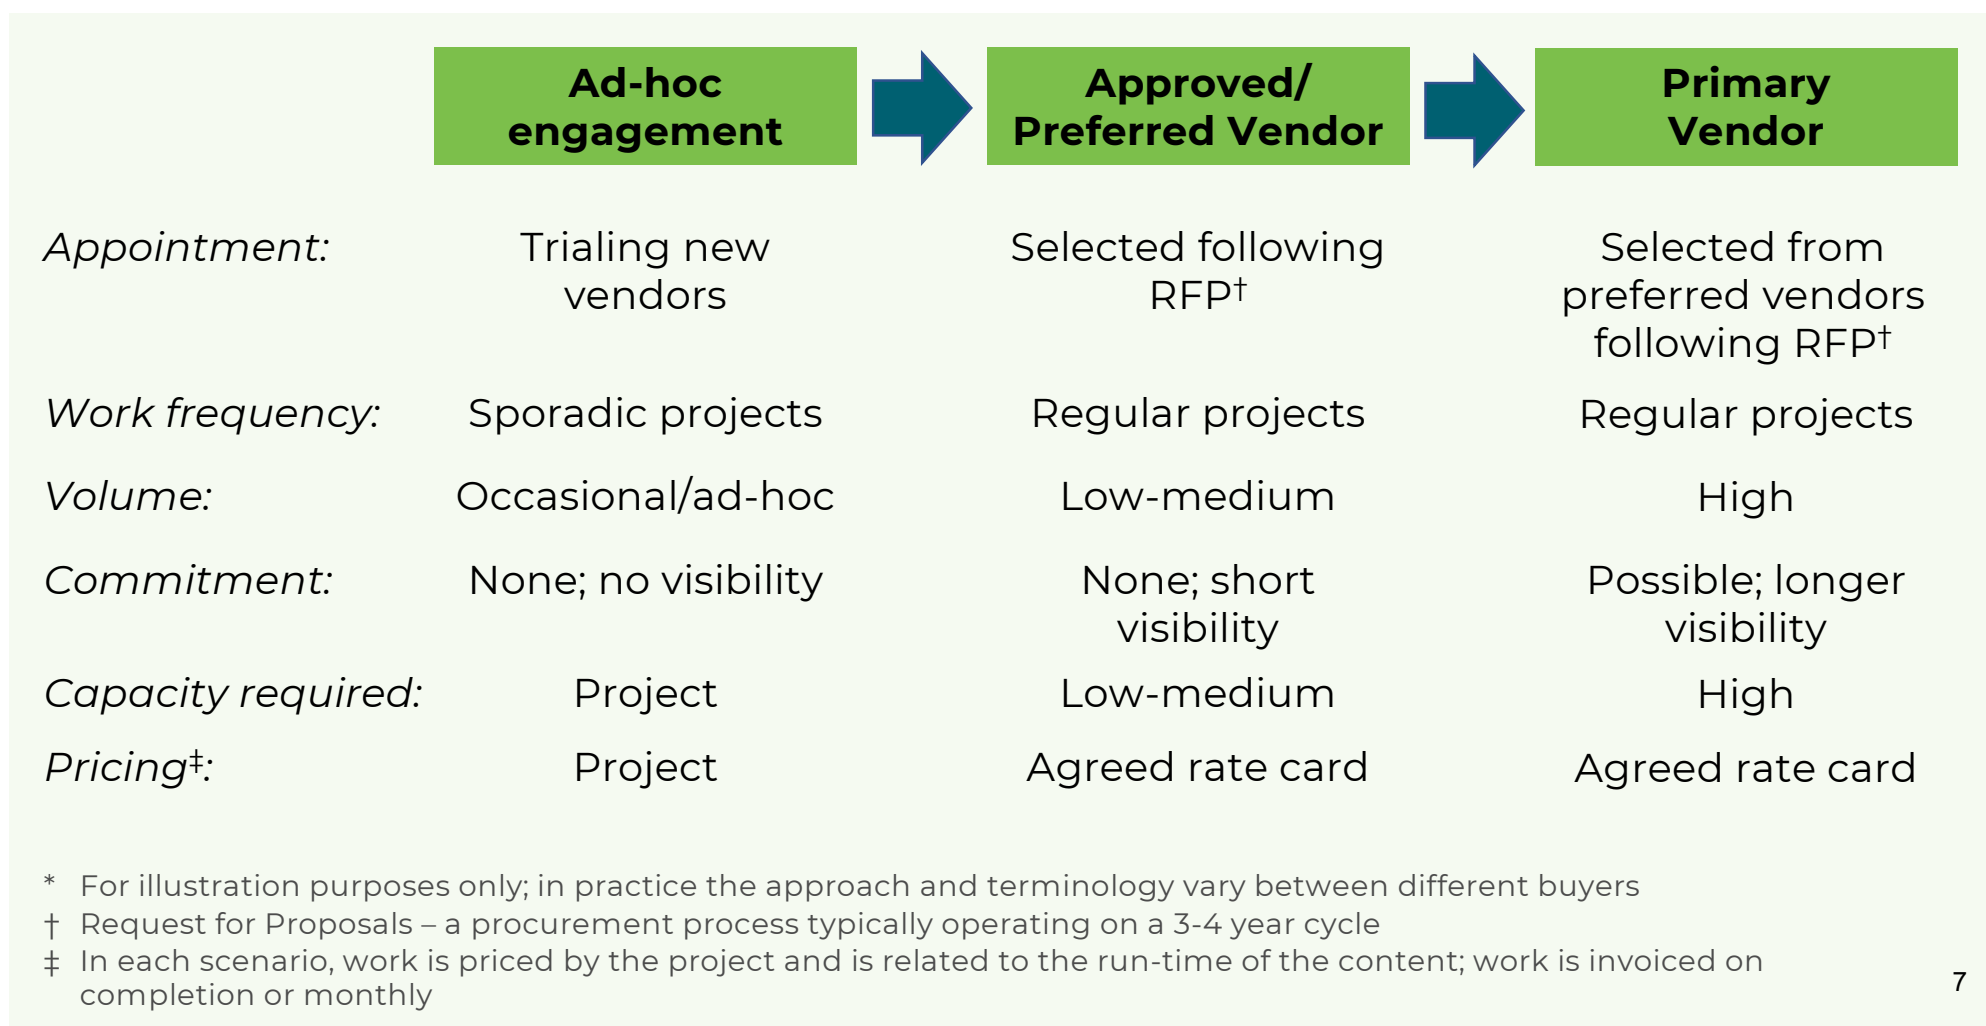 Ad-hoc
engagement
Approved/
Preferred Vendor
Primary
Vendor
Appointment:
Trialing new
vendors
Selected following
RFP†
Selected from
preferred vendors
following RFP†
Work frequency:
Sporadic projects
Regular projects
Regular projects
Volume:
Occasional/ad-hoc
Low-medium
High
Commitment:
None; no visibility
None; short
visibility
Possible; longer
visibility
Capacity required:
Project
Low-medium
High
Pricing‡:
Project
Agreed rate card
Agreed rate card
* For illustration purposes only; in practice the approach and terminology vary between different buyers
† Request for Proposals – a procurement process typically operating on a 3-4 year cycle
‡ In each scenario, work is priced by the project and is related to the run-time of the content; work is invoiced on
completion or monthly
7